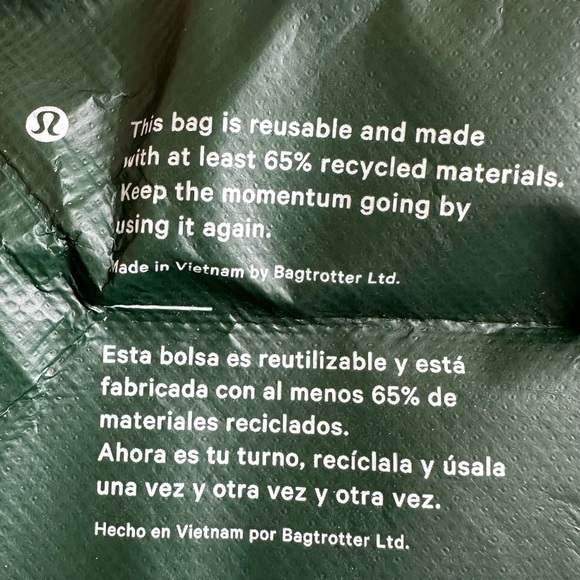 This bag is reusable and made
with at least 65% recycled materials.
Keep the momentum going by
using it again.
Made in Vietnam by Bagtrotter Ltd.
Esta bolsa es reutilizable y está
fabricada con al menos 65% de
materiales reciclados.
Ahora es tu turno, recíclala y úsala
una vez y otra vez y otra vez.
Hecho en Vietnam por Bagtrotter Ltd.